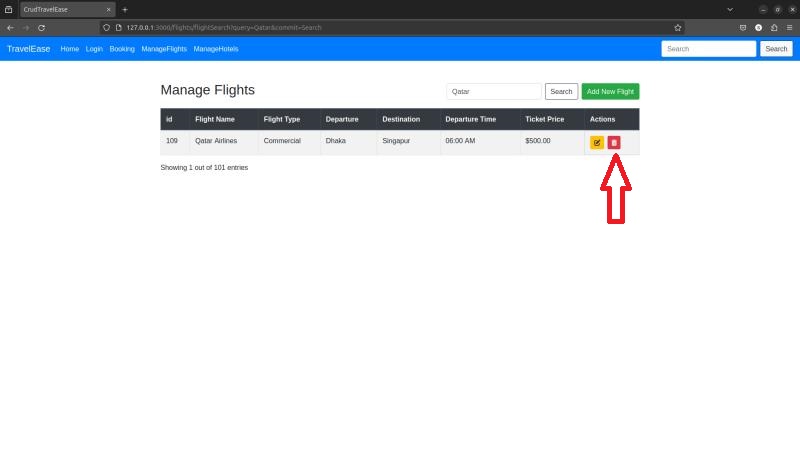 CrudTravelEase
127.0.0.1:3000/flights/flightSearch?query=Qatar&commit=Search
TravelEase Home Login Booking ManageFlights ManageHotels Search Search
Manage Flights Qatar Search Add New Flight
id Flight Name Flight Type Departure Destination Departure Time Ticket Price Actions
109 Qatar Airlines Commercial Dhaka Singapur 06:00 AM $500.00
Showing 1 out of 101 entries